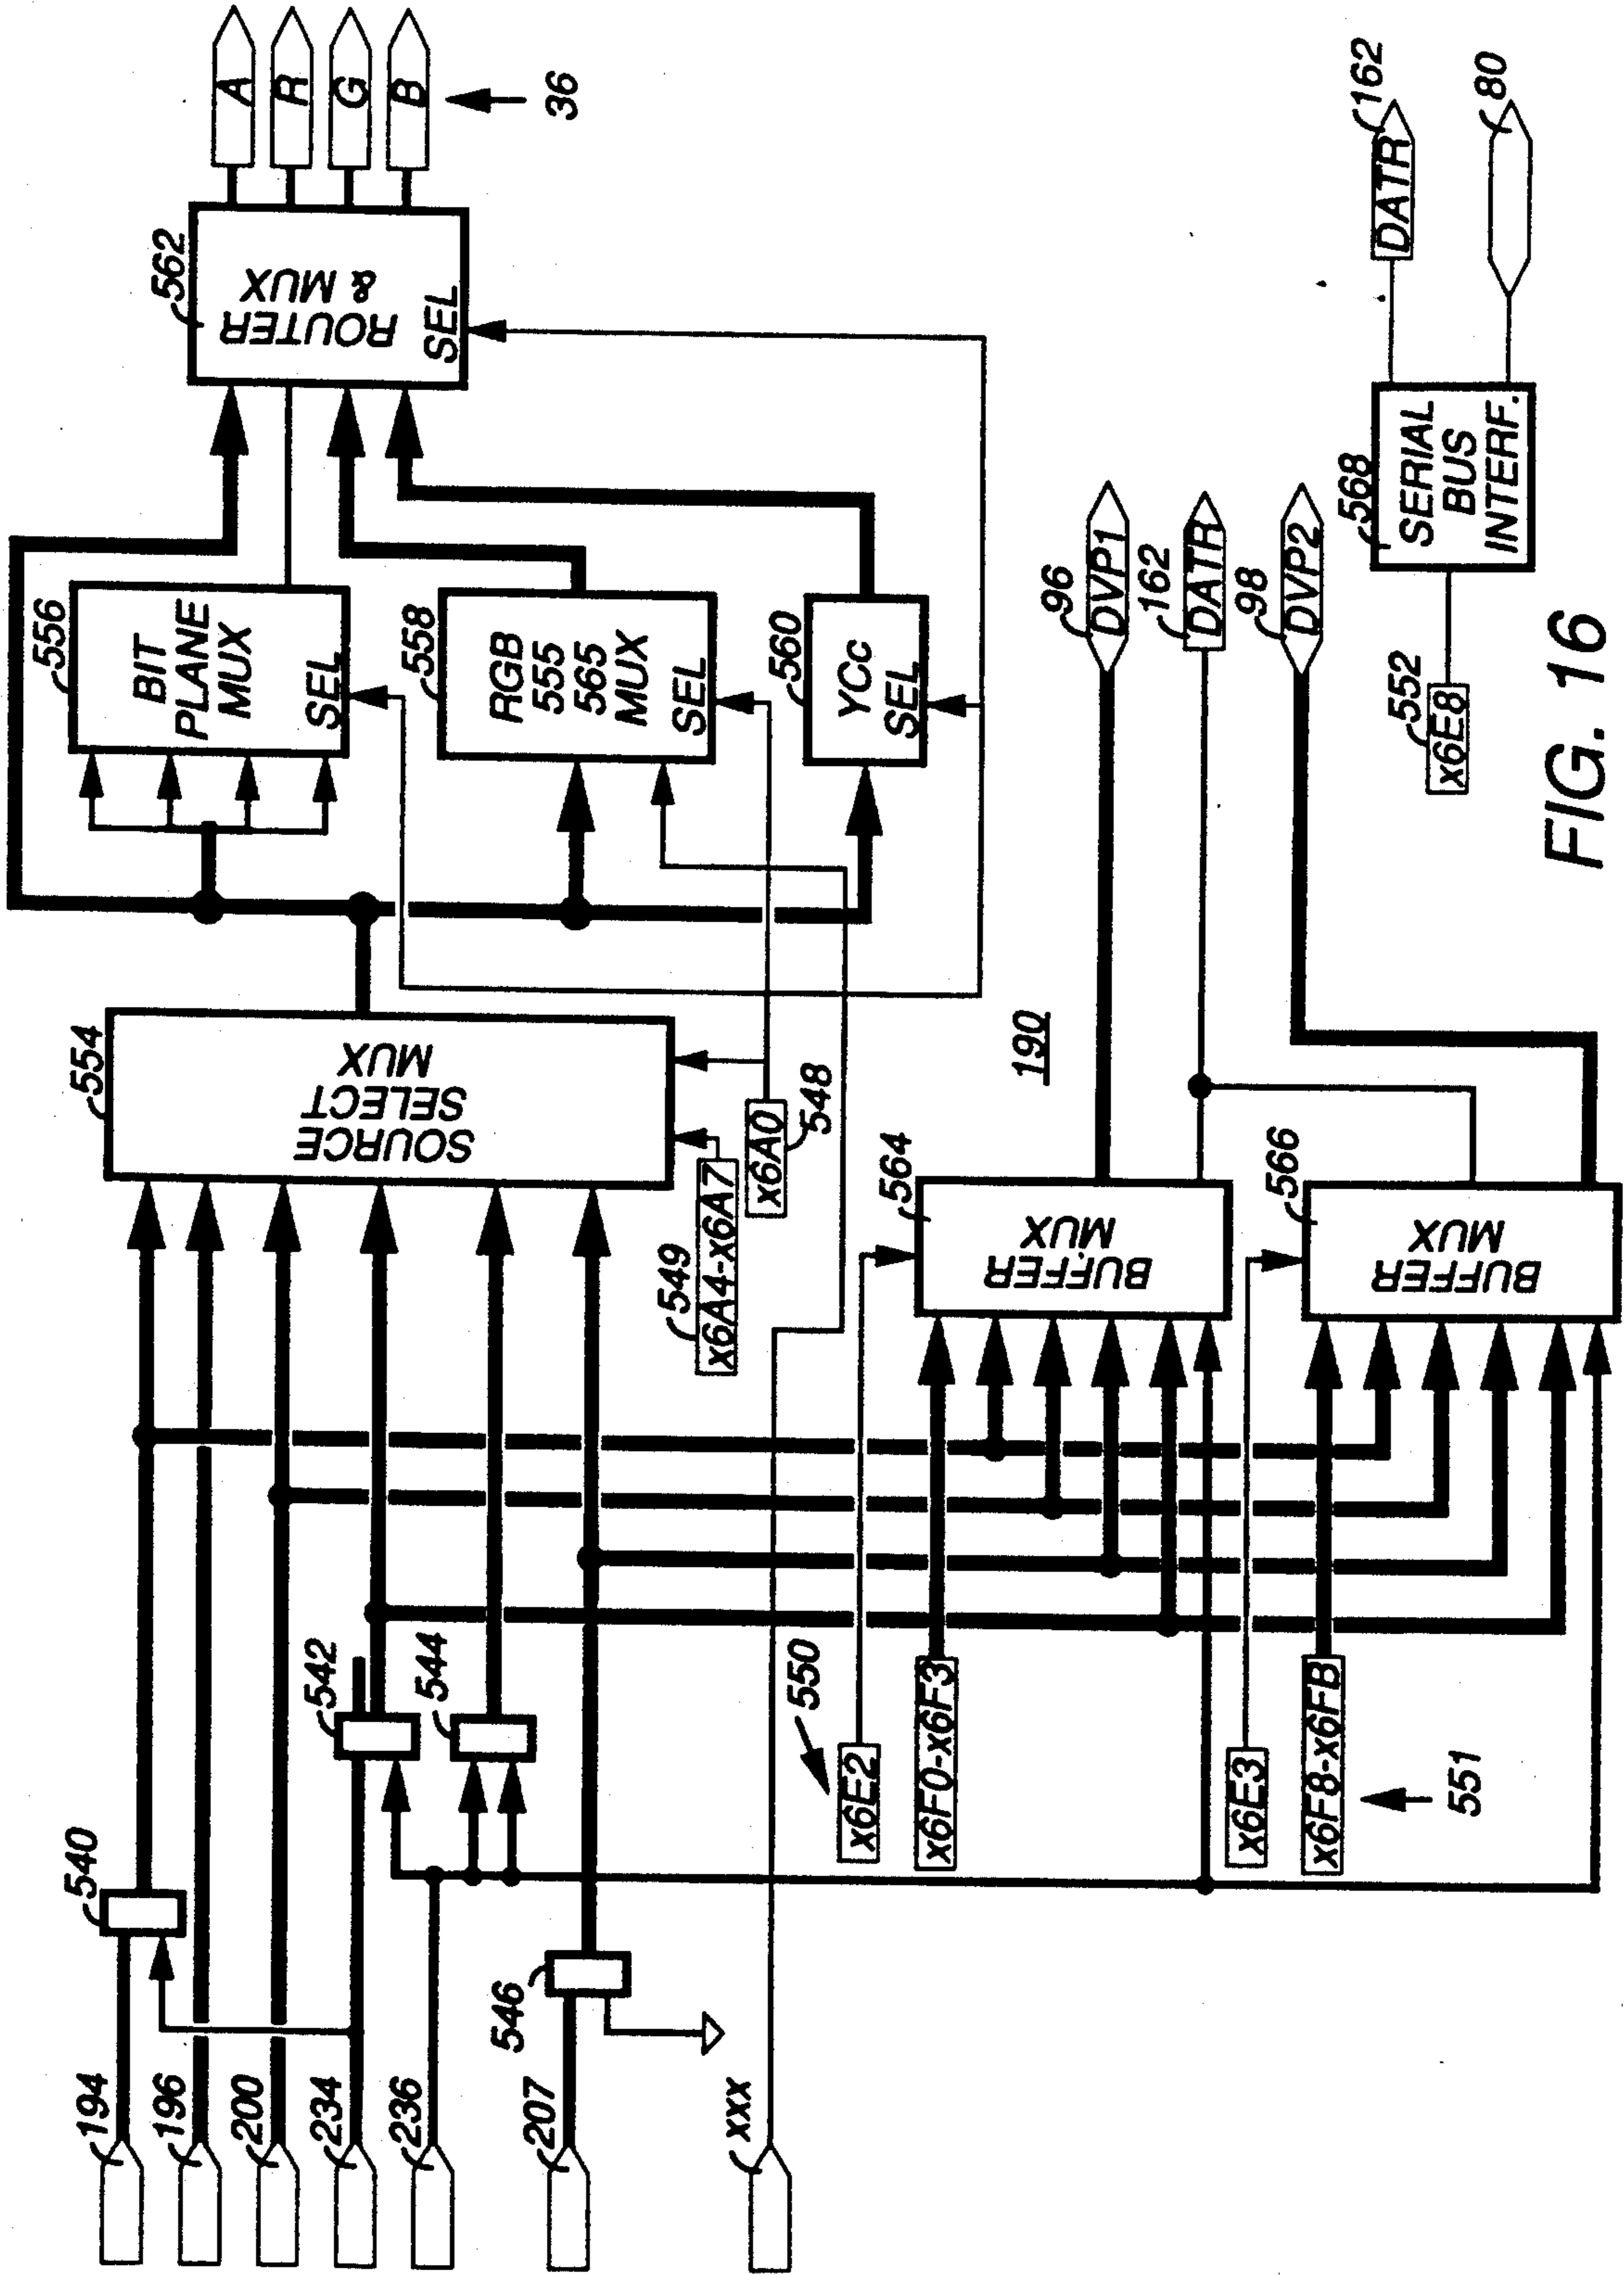 194
196
200
234
236
207
xxx
540
542
544
546
550
x6E2
x6F0-x6F3
x6E3
x6F8-x6FB
551
554
SOURCE
SELECT
MUX
549
x6A4-x6A7
x6A0
548
564
BUFFER
MUX
566
BUFFER
MUX
190
556
BIT
PLANE
MUX
SEL
558
RGB
555
565
MUX
SEL
560
YCc
SEL
562
ROUTER
& MUX
SEL
A
R
G
B
36
96
DVP1
162
DATR
98
DVP2
552
x6E8
568
SERIAL
BUS
INTERF.
DATR
162
80
FIG. 16